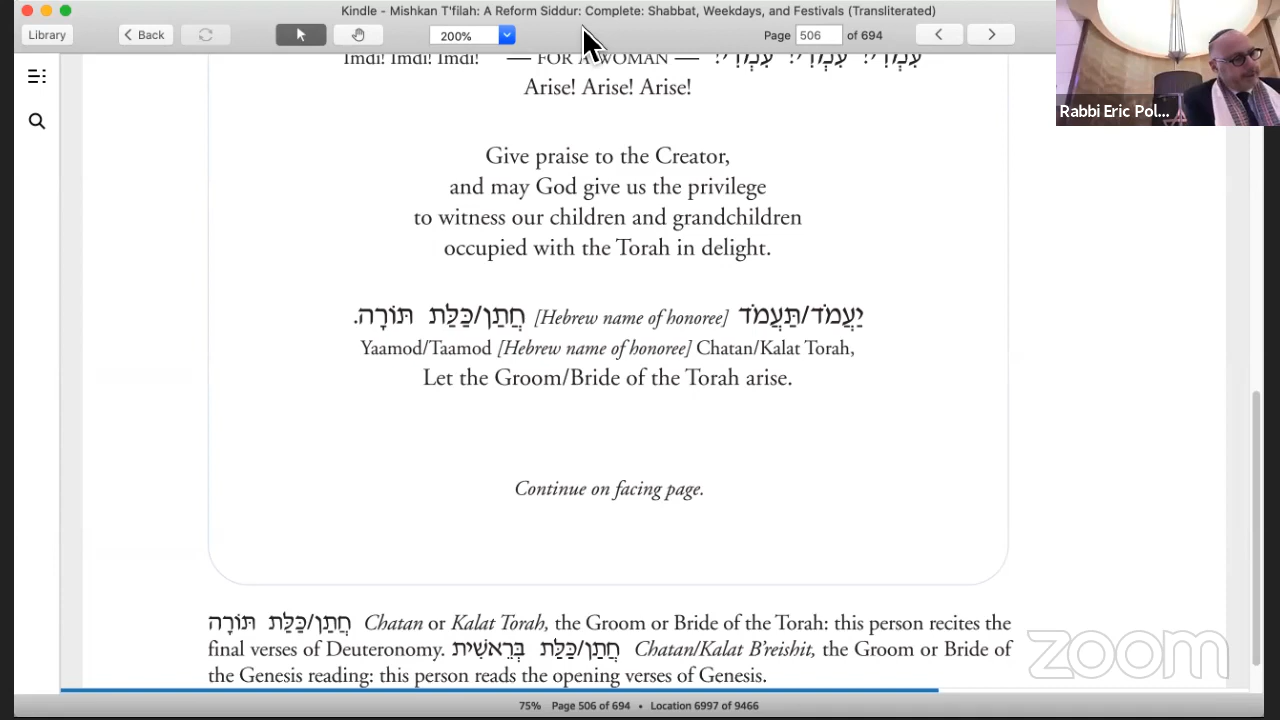 Kindle - Mishkan T'filah: A Reform Siddur: Complete: Shabbat, Weekdays, and Festivals (Transliterated)
Library Back 200% Page 506 of 694
Imdi! Imdi! Imdi! — FOR A WOMAN — עִמְדִי! עִמְדִי! עִמְדִי!
Arise! Arise! Arise!
Give praise to the Creator,
and may God give us the privilege
to witness our children and grandchildren
occupied with the Torah in delight.
יַעֲמֹד/תַּעֲמֹד [Hebrew name of honoree] חֲתַן/כַּלַּת תּוֹרָה.
Yaamod/Taamod [Hebrew name of honoree] Chatan/Kalat Torah,
Let the Groom/Bride of the Torah arise.
Continue on facing page.
חֲתַן/כַּלַּת תּוֹרָה Chatan or Kalat Torah, the Groom or Bride of the Torah: this person recites the
final verses of Deuteronomy. חֲתַן/כַּלַּת בְּרֵאשִׁית Chatan/Kalat B'reishit, the Groom or Bride of
the Genesis reading: this person reads the opening verses of Genesis.
75% Page 506 of 694 • Location 6997 of 9466
Rabbi Eric Pol...
zoom